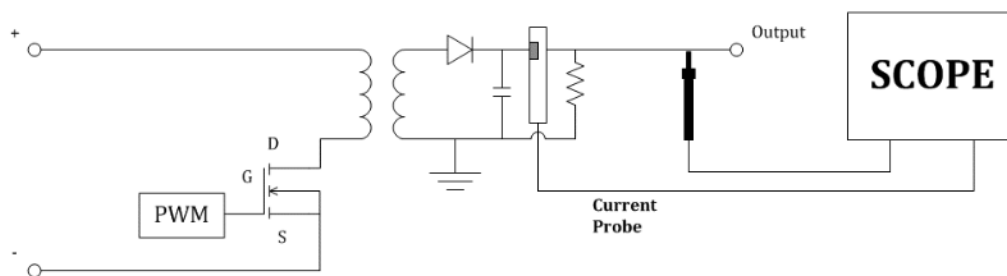 +
Output
SCOPE
D
G
PWM
S
Current
Probe
-